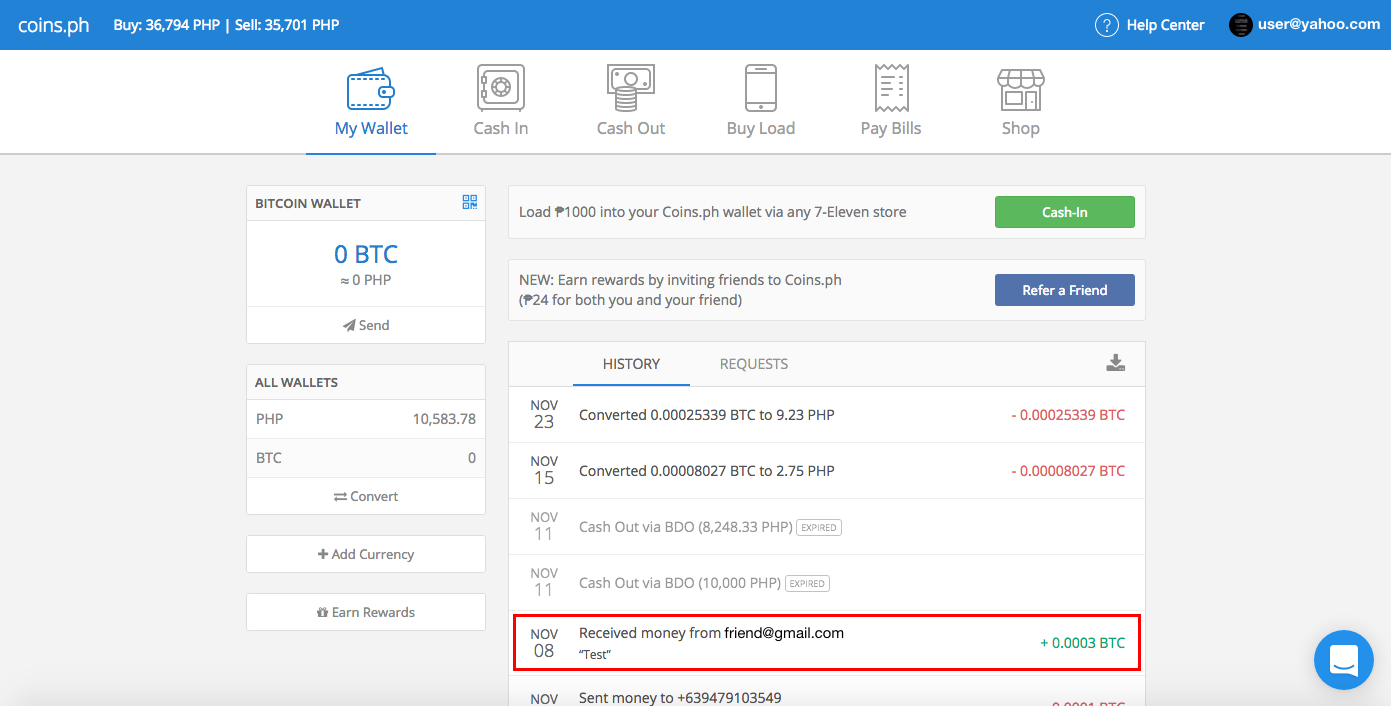 coins.ph
Buy: 36,794 PHP | Sell: 35,701 PHP
? Help Center
user@yahoo.com
My Wallet
Cash In
Cash Out
Buy Load
Pay Bills
Shop
BITCOIN WALLET
0 BTC
≈ 0 PHP
Send
ALL WALLETS
PHP 10,583.78
BTC 0
Convert
Add Currency
Earn Rewards
Load ₱1000 into your Coins.ph wallet via any 7-Eleven store
Cash-In
NEW: Earn rewards by inviting friends to Coins.ph
(₱24 for both you and your friend)
Refer a Friend
HISTORY
REQUESTS
NOV
23
Converted 0.00025339 BTC to 9.23 PHP
- 0.00025339 BTC
NOV
15
Converted 0.00008027 BTC to 2.75 PHP
- 0.00008027 BTC
NOV
11
Cash Out via BDO (8,248.33 PHP) EXPIRED
NOV
11
Cash Out via BDO (10,000 PHP) EXPIRED
NOV
08
Received money from friend@gmail.com
“Test“
+ 0.0003 BTC
NOV
Sent money to +639479103549
- 0.0001 BTC